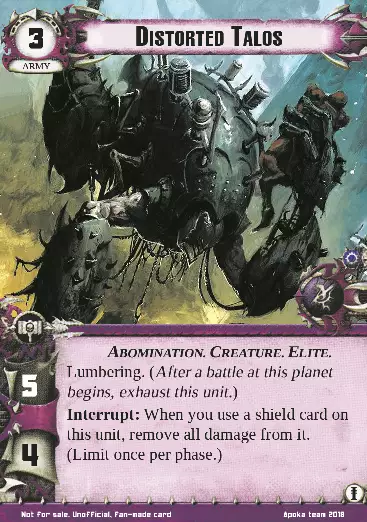 3
DISTORTED TALOS
ARMY
ABOMINATION. CREATURE. ELITE.
Lumbering. (After a battle at this planet
begins, exhaust this unit.)
5
Interrupt: When you use a shield card on
this unit, remove all damage from it.
4
(Limit once per phase.)
Not for sale. Unofficial, Fan-made card
Apoka team 2018